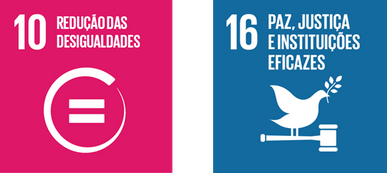 10 REDUÇÃO DAS
DESIGUALDADES
16 PAZ, JUSTIÇA
E INSTITUIÇÕES
EFICAZES